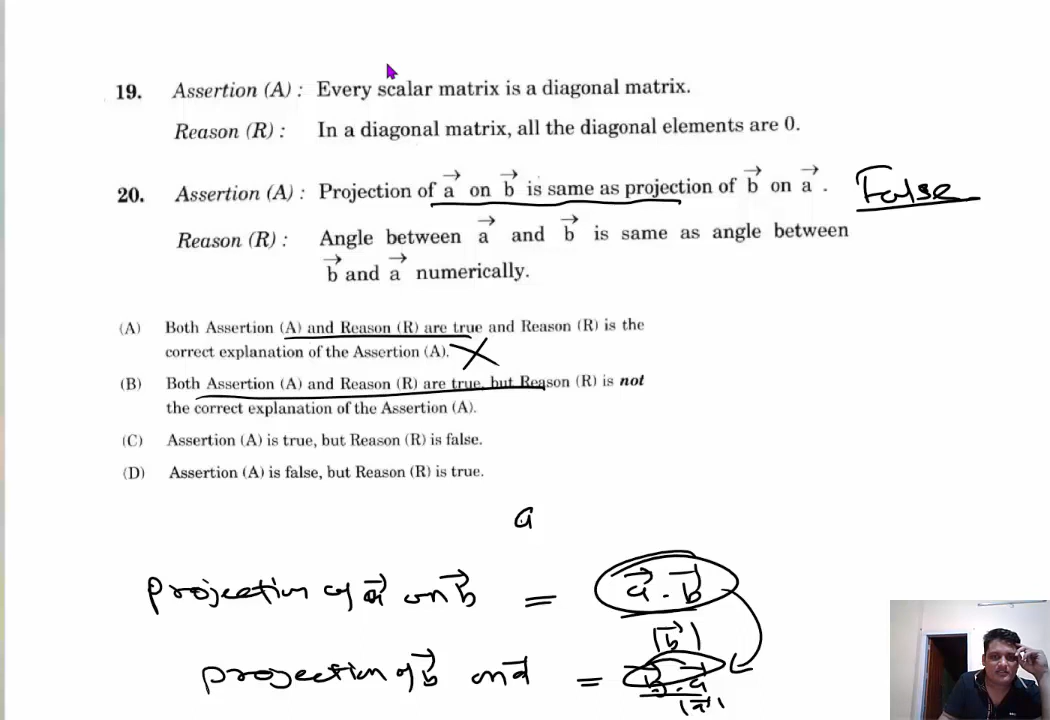 19. Assertion (A) : Every scalar matrix is a diagonal matrix.
Reason (R) : In a diagonal matrix, all the diagonal elements are 0.
20. Assertion (A) : Projection of a⃗ on b⃗ is same as projection of b⃗ on a⃗ . False
Reason (R) : Angle between a⃗ and b⃗ is same as angle between
b⃗ and a⃗ numerically.
(A) Both Assertion (A) and Reason (R) are true and Reason (R) is the
correct explanation of the Assertion (A).
(B) Both Assertion (A) and Reason (R) are true, but Reason (R) is not
the correct explanation of the Assertion (A).
(C) Assertion (A) is true, but Reason (R) is false.
(D) Assertion (A) is false, but Reason (R) is true.
a
Projection of a⃗ on b⃗ = a⃗ . b⃗
|b⃗|
projection of b⃗ on a⃗ = b⃗ . a⃗
|a⃗|